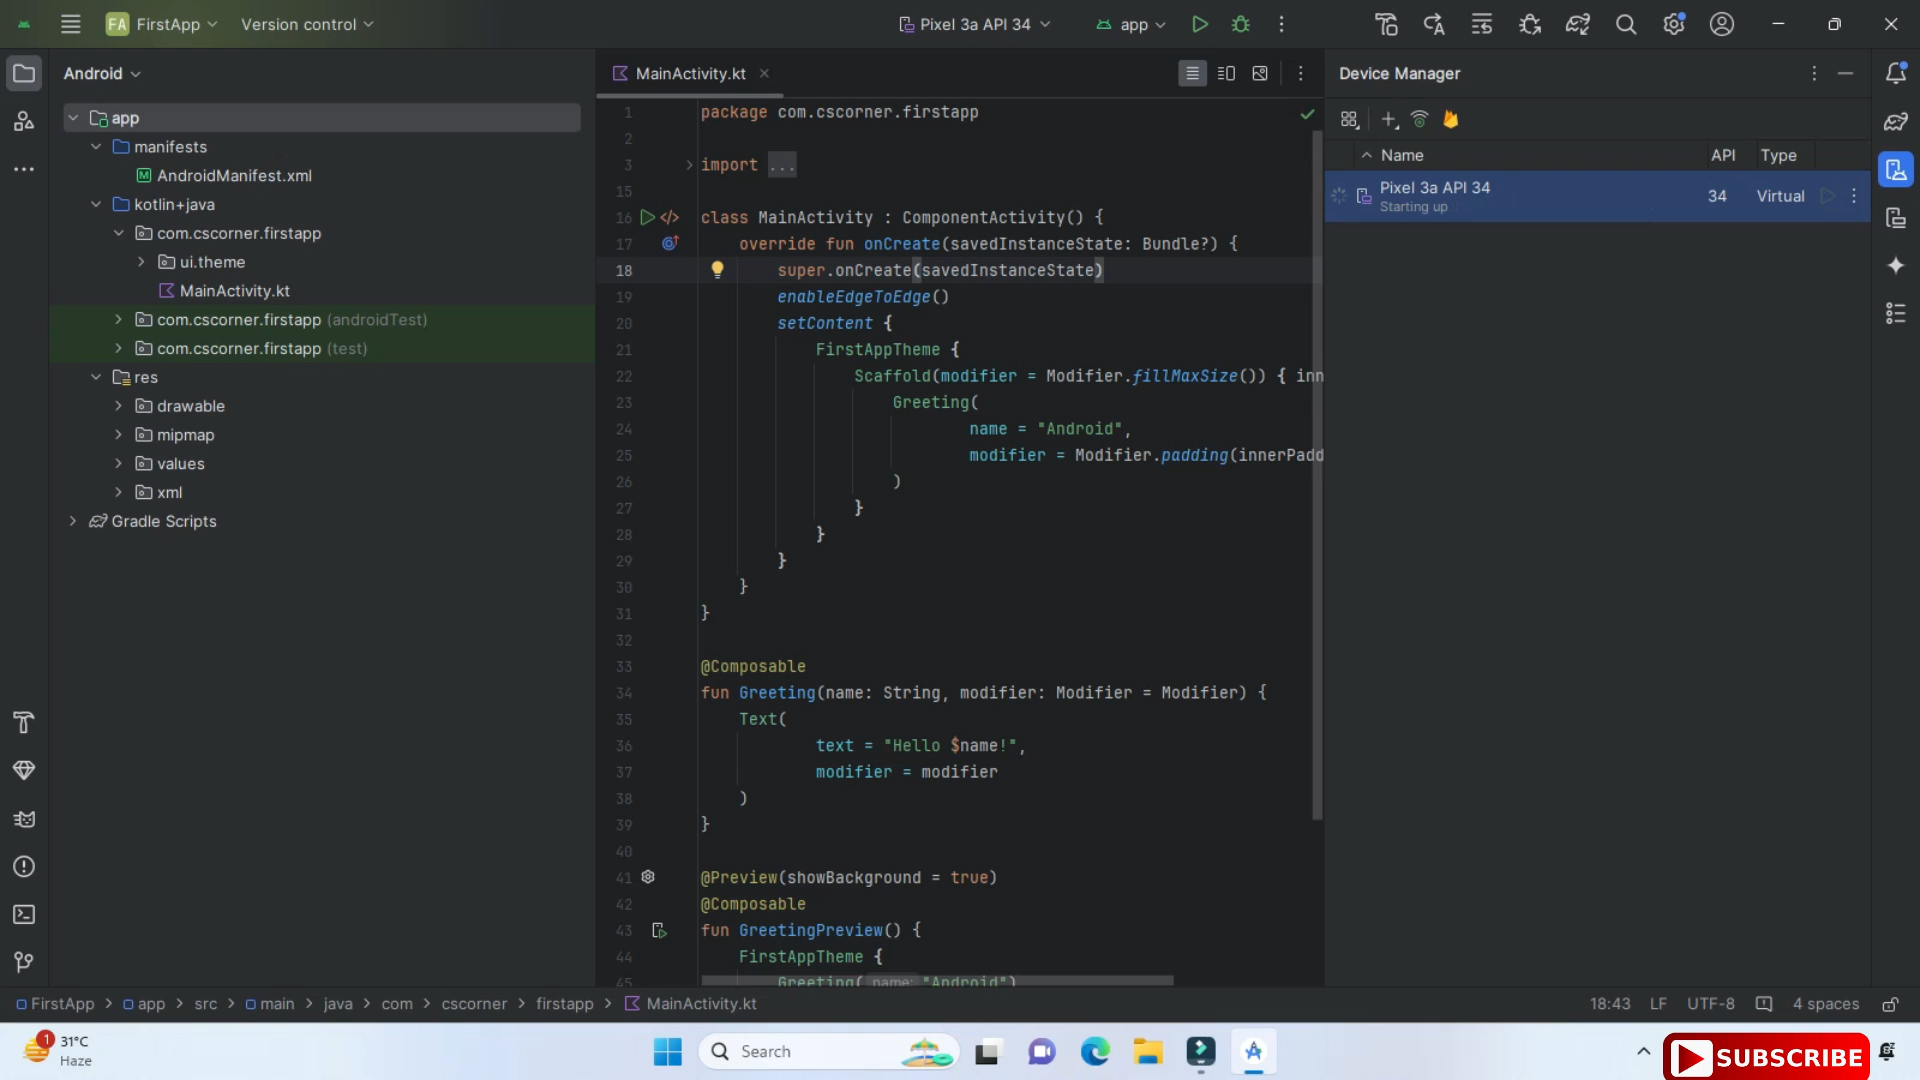 FA FirstApp Version control Pixel 3a API 34 app
Android
app
manifests
AndroidManifest.xml
kotlin+java
com.cscorner.firstapp
ui.theme
MainActivity.kt
com.cscorner.firstapp (androidTest)
com.cscorner.firstapp (test)
res
drawable
mipmap
values
xml
Gradle Scripts
MainActivity.kt
1 package com.cscorner.firstapp
2
3 import ...
15
16 class MainActivity : ComponentActivity() {
17 override fun onCreate(savedInstanceState: Bundle?) {
18 super.onCreate(savedInstanceState)
19 enableEdgeToEdge()
20 setContent {
21 FirstAppTheme {
22 Scaffold(modifier = Modifier.fillMaxSize()) { inn
23 Greeting(
24 name = "Android",
25 modifier = Modifier.padding(innerPadd
26 )
27 }
28 }
29 }
30 }
31 }
32
33 @Composable
34 fun Greeting(name: String, modifier: Modifier = Modifier) {
35 Text(
36 text = "Hello $name!",
37 modifier = modifier
38 )
39 }
40
41 @Preview(showBackground = true)
42 @Composable
43 fun GreetingPreview() {
44 FirstAppTheme {
45 Greeting( name: "Android")
Device Manager
Name API Type
Pixel 3a API 34 34 Virtual
Starting up
FirstApp > app > src > main > java > com > cscorner > firstapp > MainActivity.kt 18:43 LF UTF-8 4 spaces
1 31°C
Haze
Search
SUBSCRIBE